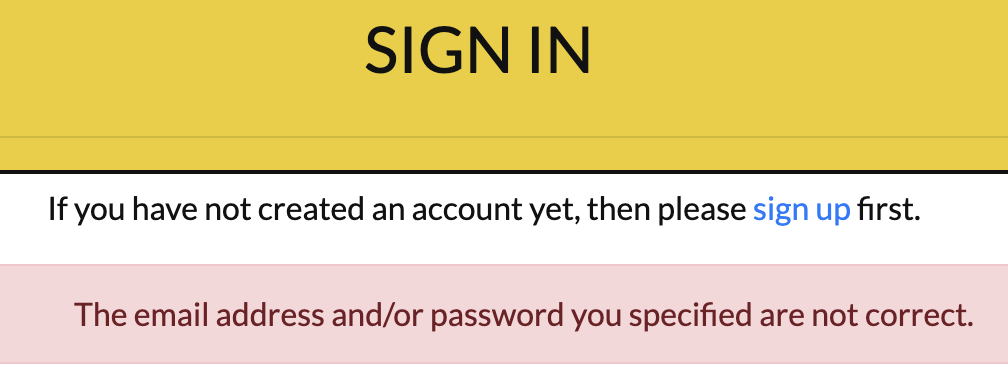 SIGN IN
If you have not created an account yet, then please sign up first.
The email address and/or password you specified are not correct.